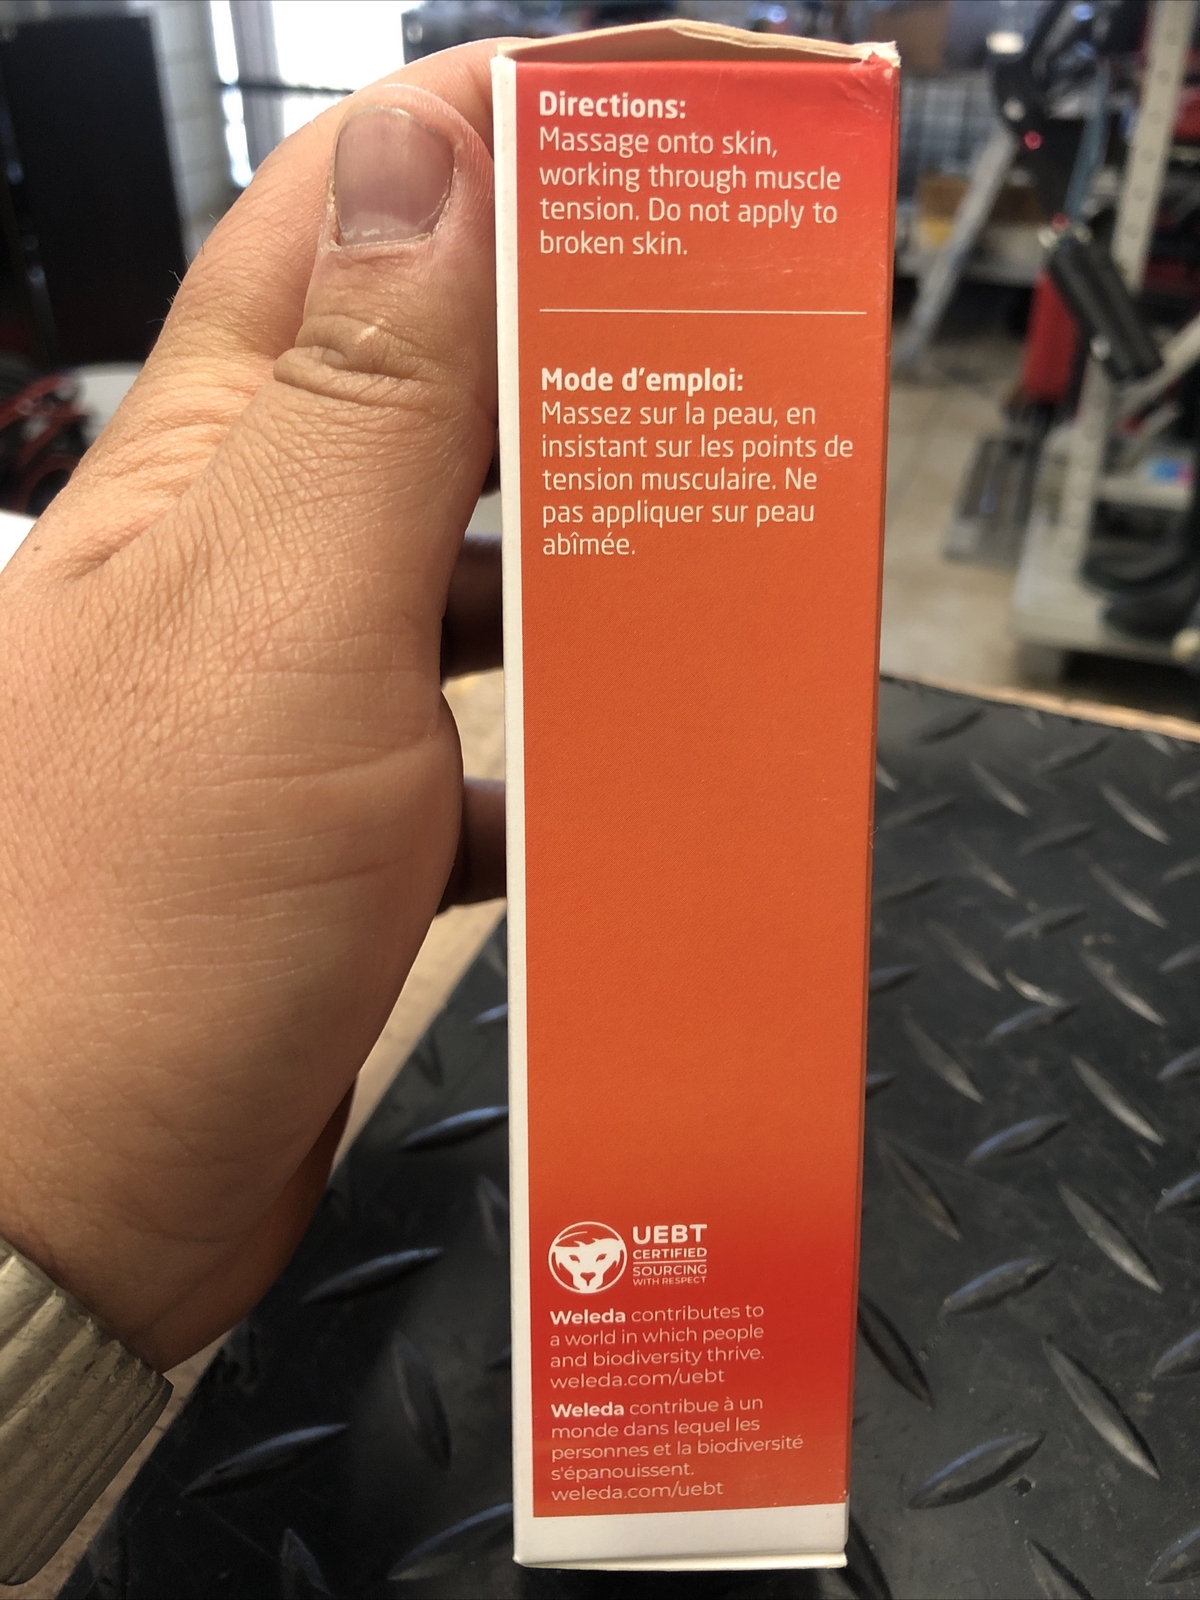 Directions:
Massage onto skin,
working through muscle
tension. Do not apply to
broken skin.
Mode d'emploi:
Massez sur la peau, en
insistant sur les points de
tension musculaire. Ne
pas appliquer sur peau
abîmée.
UEBT
CERTIFIED
SOURCING
WITH RESPECT
Weleda contributes to
a world in which people
and biodiversity thrive.
weleda.com/uebt
Weleda contribue à un
monde dans lequel les
personnes et la biodiversité
s'épanouissent.
weleda.com/uebt